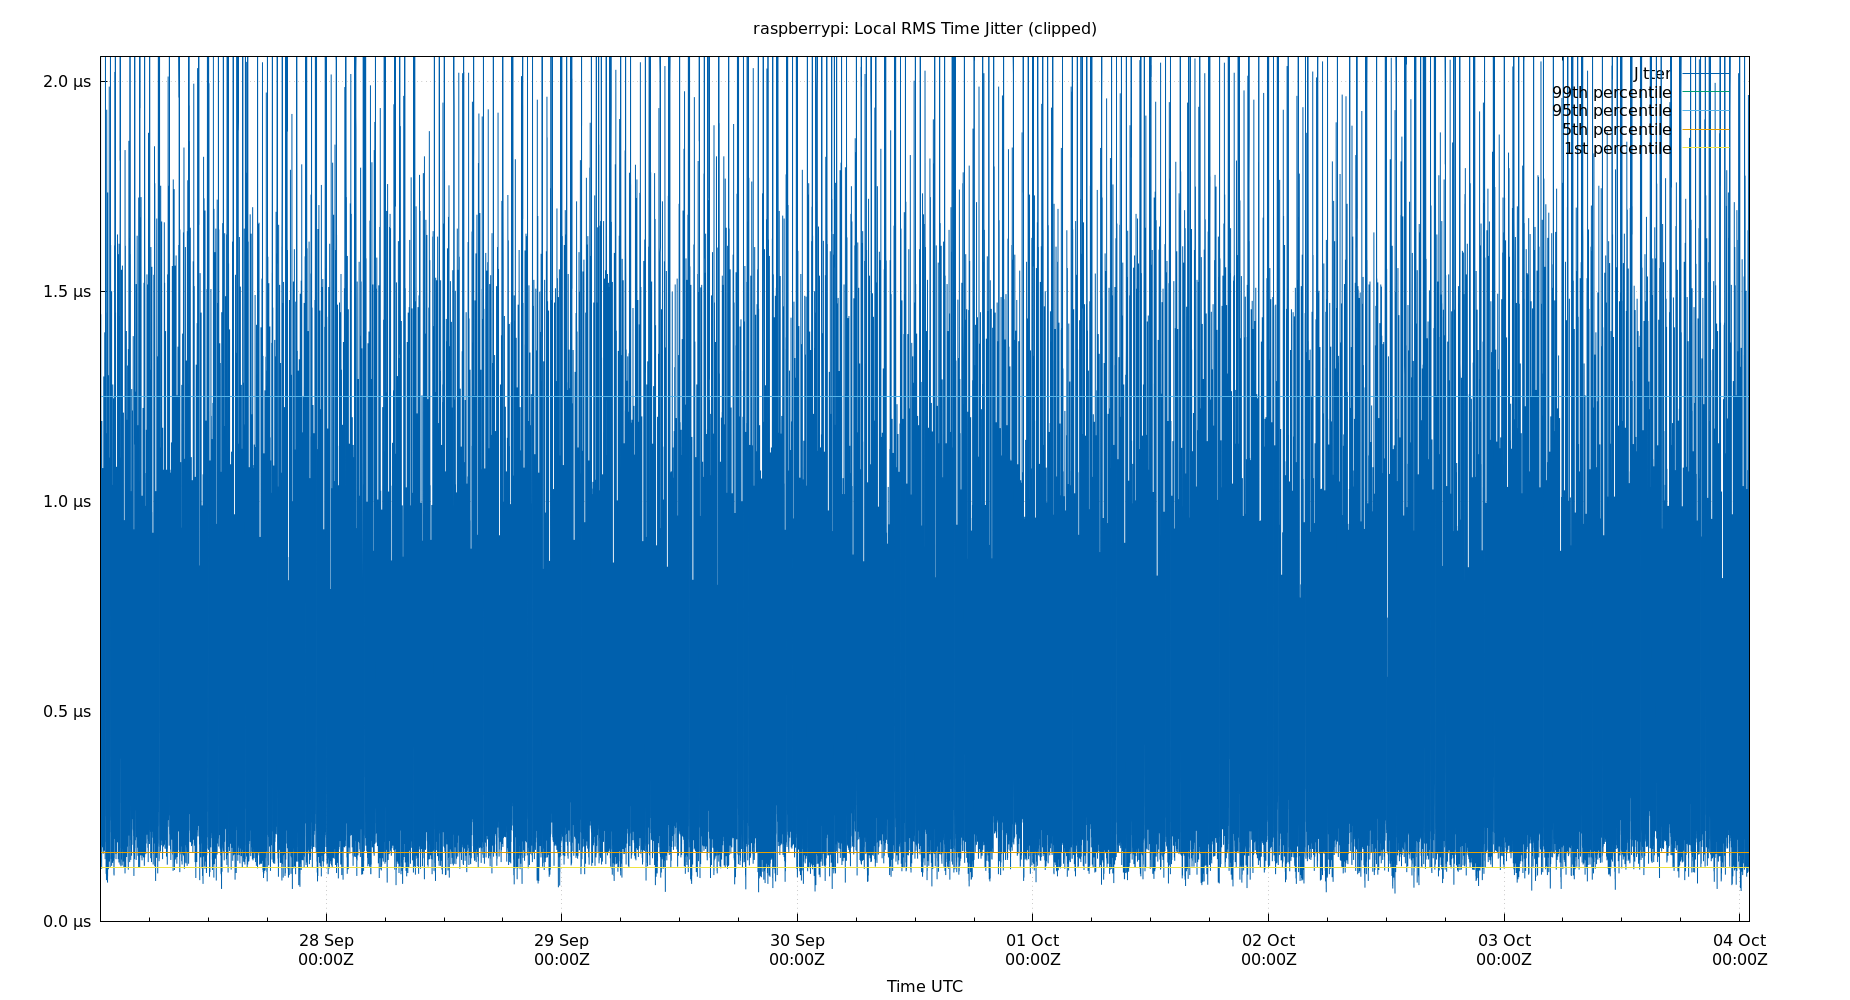 raspberrypi: Local RMS Time Jitter (clipped)
2.0 µs
1.5 µs
1.0 µs
0.5 µs
0.0 µs
Jitter
99th percentile
95th percentile
5th percentile
1st percentile
28 Sep 29 Sep 30 Sep 01 Oct 02 Oct 03 Oct 04 Oct
00:00Z 00:00Z 00:00Z 00:00Z 00:00Z 00:00Z 00:00Z
Time UTC